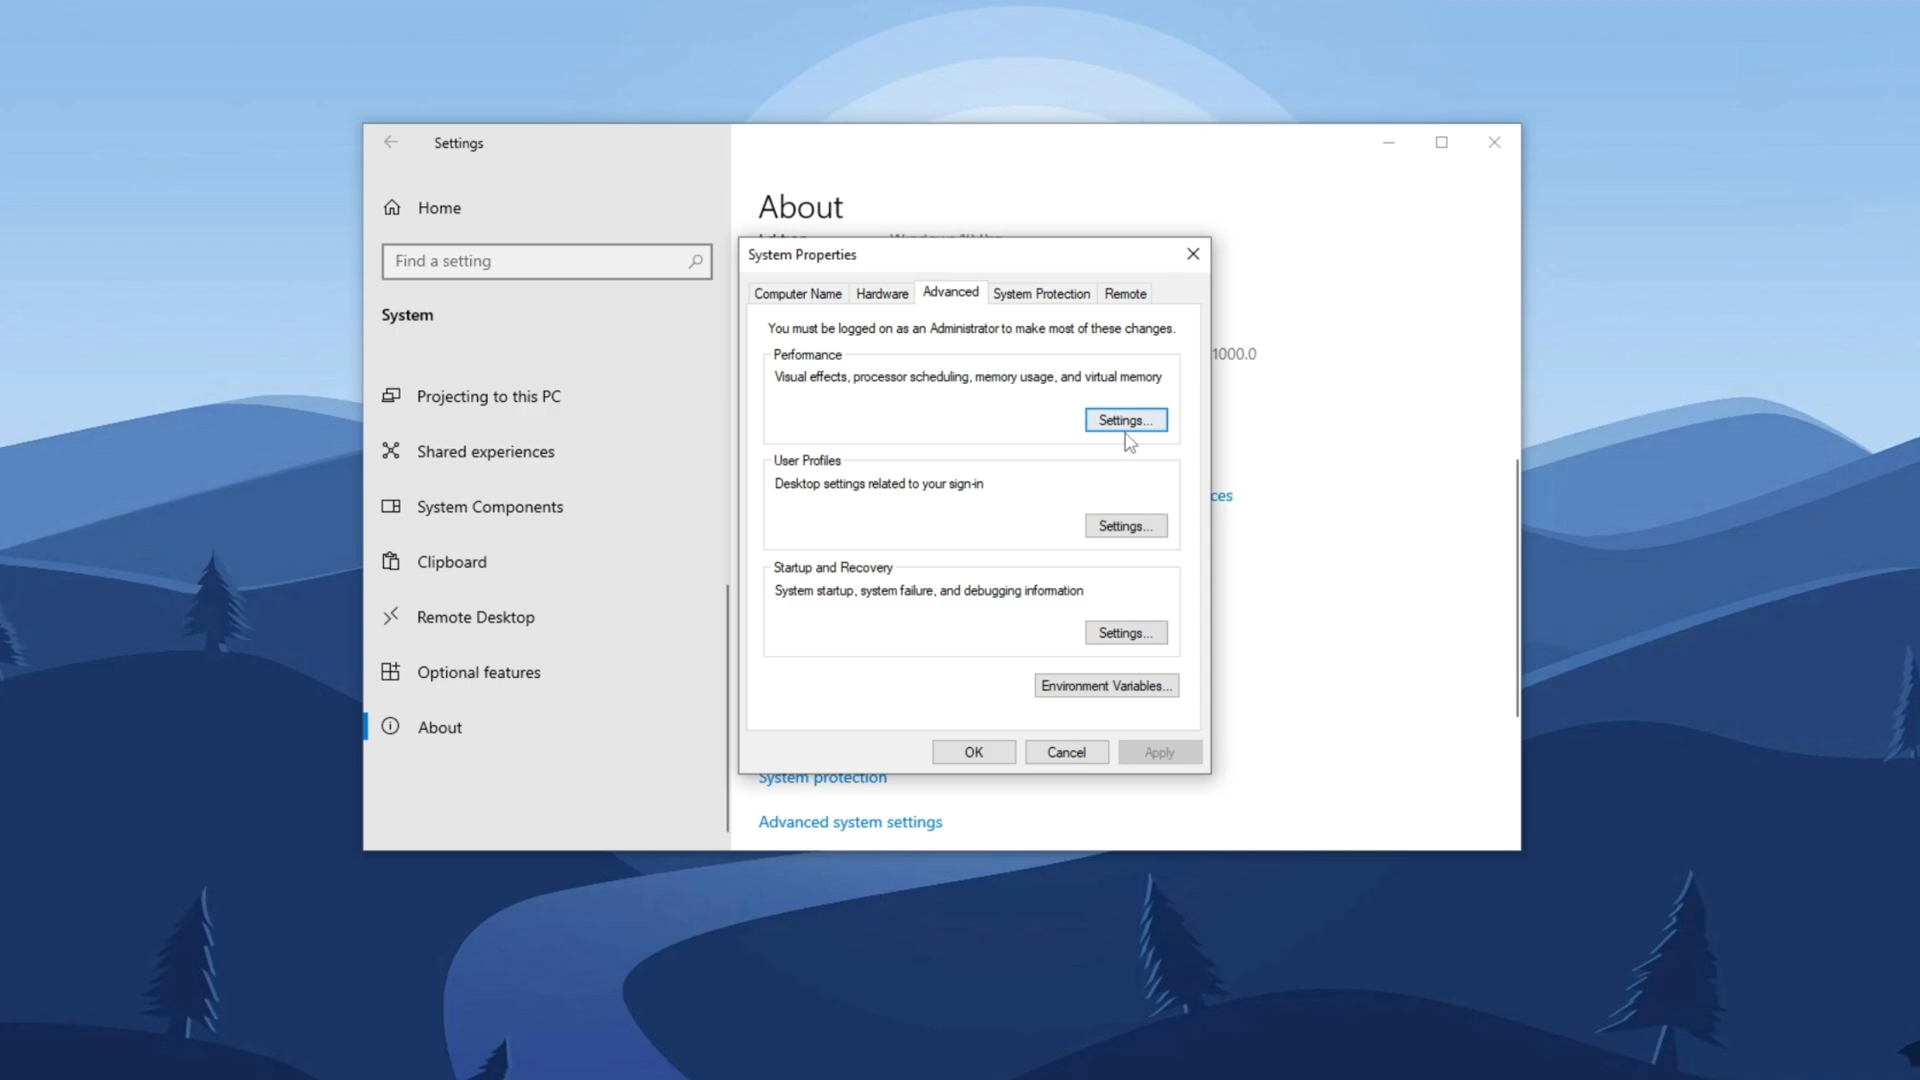 Settings
Home
Find a setting
System
Projecting to this PC
Shared experiences
System Components
Clipboard
Remote Desktop
Optional features
About
About
System Properties
Computer Name Hardware Advanced System Protection Remote
You must be logged on as an Administrator to make most of these changes.
Performance
Visual effects, processor scheduling, memory usage, and virtual memory
Settings...
User Profiles
Desktop settings related to your sign-in
Settings...
Startup and Recovery
System startup, system failure, and debugging information
Settings...
Environment Variables...
OK Cancel Apply
1000.0
ces
System protection
Advanced system settings